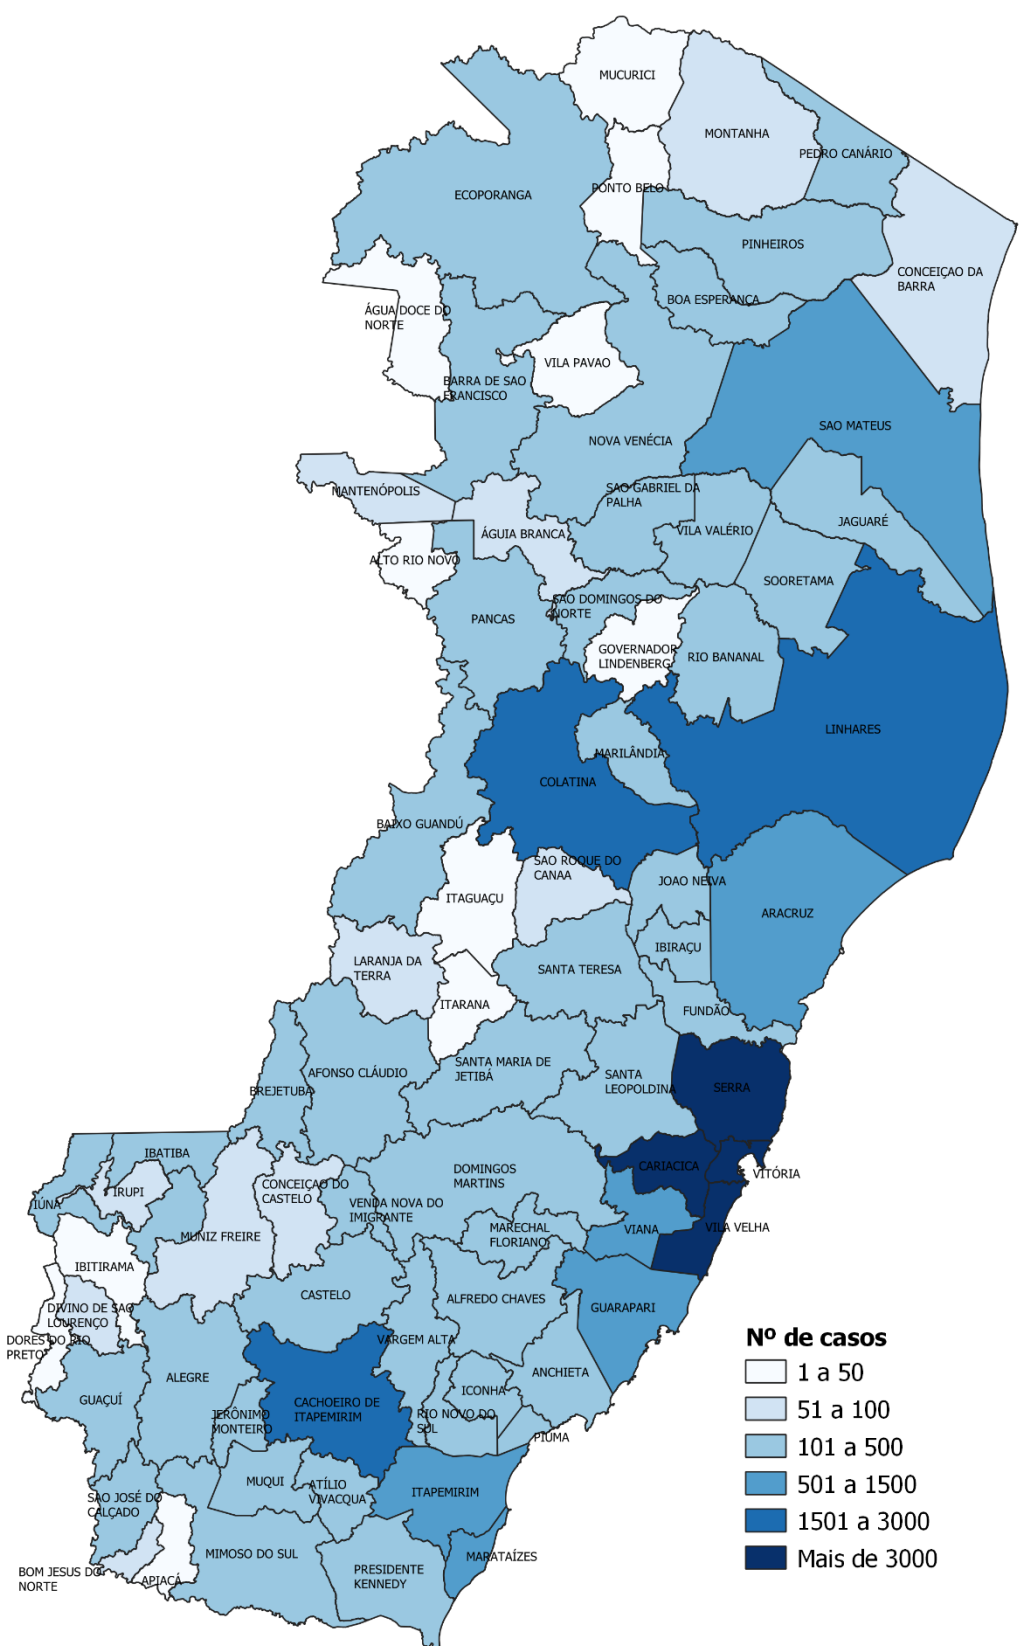 MUCURICI
MONTANHA
PEDRO CANÁRIO
PONTO BELO
ECOPORANGA
PINHEIROS
CONCEIÇAO DA
BARRA
BOA ESPERANÇA
ÁGUA DOCE DO
NORTE
VILA PAVAO
BARRA DE SAO
FRANCISCO
SAO MATEUS
NOVA VENÉCIA
MANTENÓPOLIS
SAO GABRIEL DA
PALHA
JAGUARÉ
VILA VALÉRIO
ÁGUIA BRANCA
ALTO RIO NOVO
SOORETAMA
SAO DOMINGOS DO
NORTE
PANCAS
GOVERNADOR
LINDENBERG
RIO BANANAL
LINHARES
MARILÂNDIA
COLATINA
BAIXO GUANDÚ
SAO ROQUE DO
CANAA
JOAO NEIVA
ITAGUAÇU
ARACRUZ
IBIRAÇU
LARANJA DA
TERRA
SANTA TERESA
ITARANA
FUNDÃO
SANTA MARIA DE
JETIBÁ
AFONSO CLÁUDIO
SANTA
LEOPOLDINA
SERRA
BREJETUBA
IBATIBA
CARIACICA
VITÓRIA
DOMINGOS
MARTINS
CONCEIÇAO DO
CASTELO
IRUPI
IÚNA
VENDA NOVA DO
IMIGRANTE
MARECHAL
FLORIANO
VIANA
VILA VELHA
MUNIZ FREIRE
IBITIRAMA
CASTELO
ALFREDO CHAVES
GUARAPARI
DIVINO DE SAO
LOURENÇO
DORES DO RIO
PRETO
VARGEM ALTA
ANCHIETA
ALEGRE
ICONHA
GUAÇUÍ
CACHOEIRO DE
ITAPEMIRIM
JERÔNIMO
MONTEIRO
RIO NOVO DO
SUL
PIUMA
MUQUI
ATÍLIO
VIVACQUA
ITAPEMIRIM
SAO JOSÉ DO
CALÇADO
MIMOSO DO SUL
MARATAÍZES
BOM JESUS DO
NORTE
APIACÁ
PRESIDENTE
KENNEDY
Nº de casos
1 a 50
51 a 100
101 a 500
501 a 1500
1501 a 3000
Mais de 3000